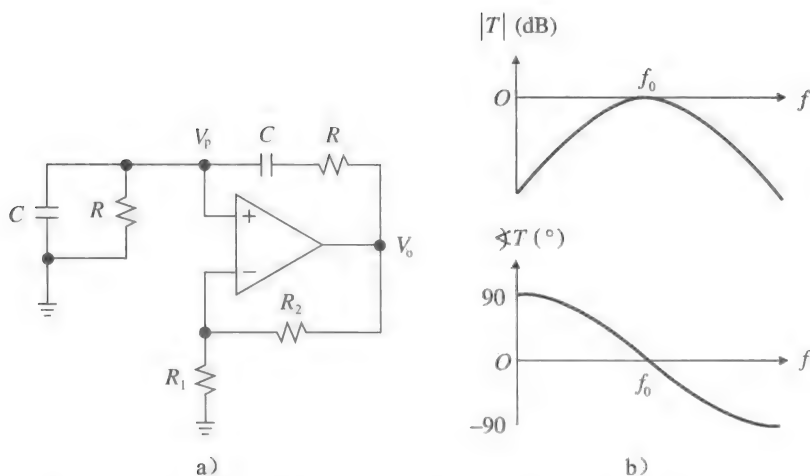 |T| (dB)
f₀
O
f
Vₚ
C
R
C
R
+
−
Vₒ
R₂
R₁
a)
∢T (°)
90
O
f₀
f
−90
b)